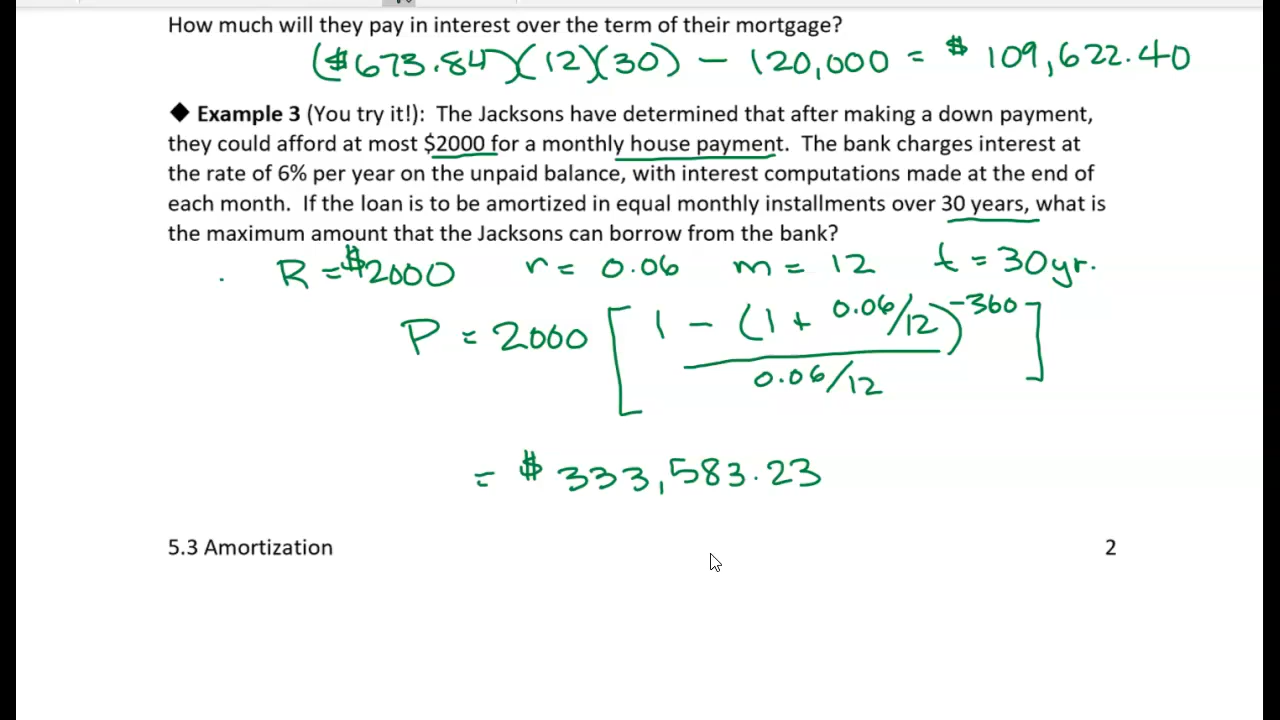 How much will they pay in interest over the term of their mortgage?
($673.84)(12)(30) - 120,000 = $109,622.40
◆ Example 3 (You try it!): The Jacksons have determined that after making a down payment,
they could afford at most $2000 for a monthly house payment. The bank charges interest at
the rate of 6% per year on the unpaid balance, with interest computations made at the end of
each month. If the loan is to be amortized in equal monthly installments over 30 years, what is
the maximum amount that the Jacksons can borrow from the bank?
R = $2000 r = 0.06 m = 12 t = 30yr.
P = 2000 [ 1 - (1 + 0.06/12)^-360 ]
0.06/12
= $333,583.23
5.3 Amortization 2